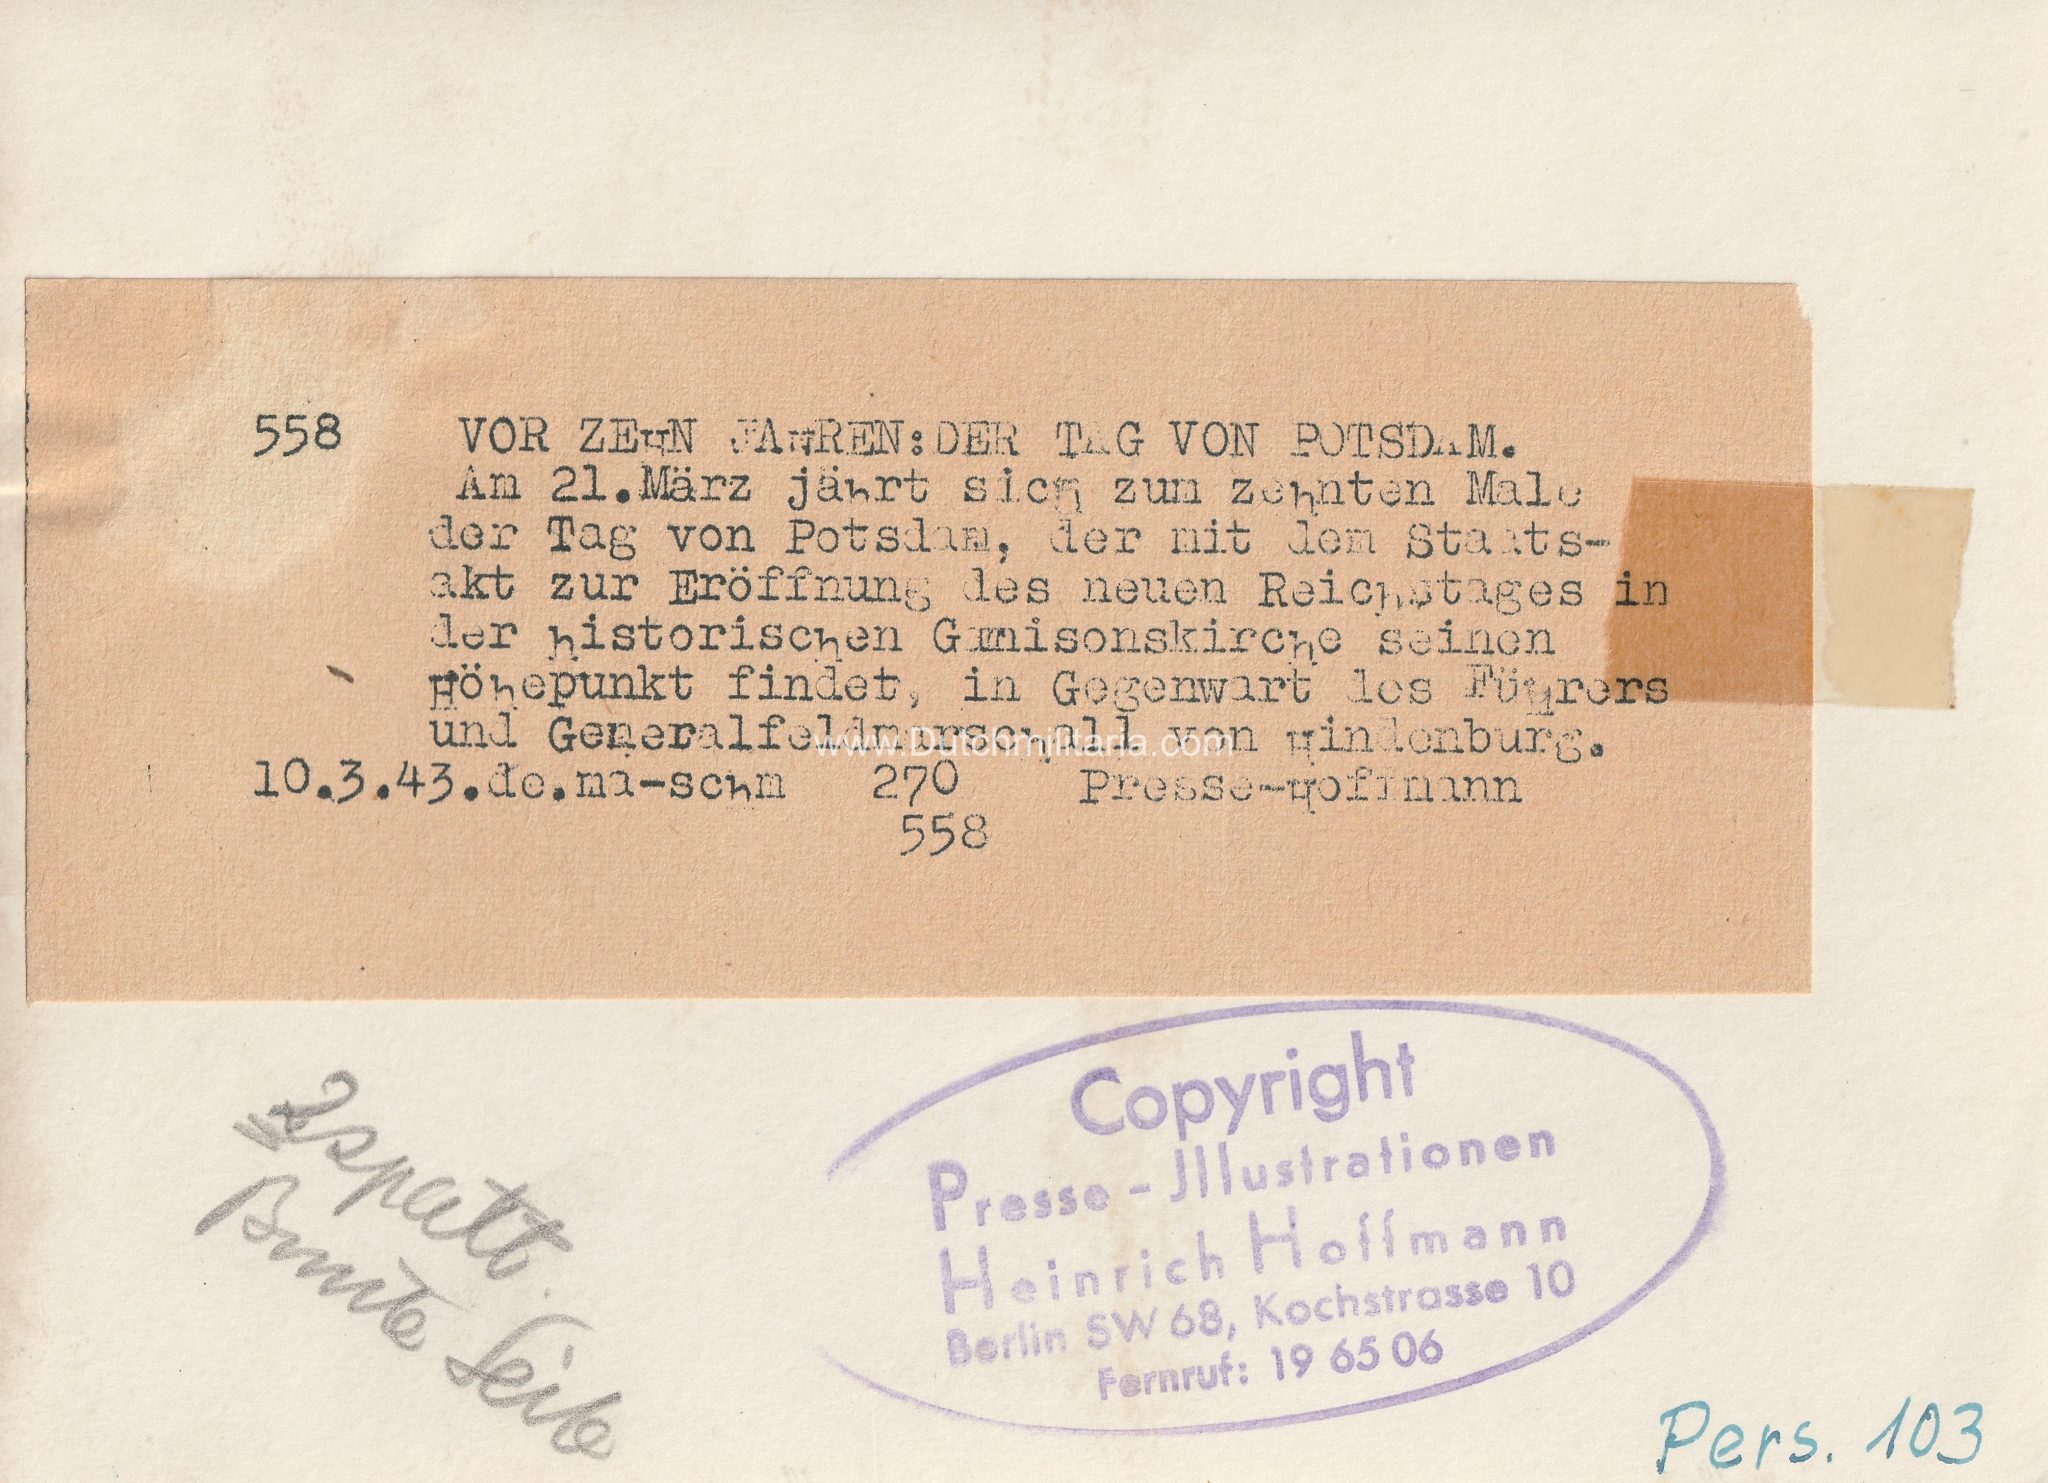 558 VOR ZEHN JAHREN: DER TAG VON POTSDAM.
Am 21. März jährt sich zum zehnten Male
der Tag von Potsdam, der mit dem Staats-
akt zur Eröffnung des neuen Reichstages in
der historischen Garnisonskirche seinen
Höhepunkt findet, in Gegenwart des Führers
und Generalfeldmarschall von Hindenburg.
www.Dutchmilitaria.com
10.3.43.de.ma-schm 270 Presse-Hoffmann
558
2spalt.
Bunte Seite
Copyright
Presse-Illustrationen
Heinrich Hoffmann
Berlin SW 68, Kochstrasse 10
Fernruf: 19 65 06
Pers. 103